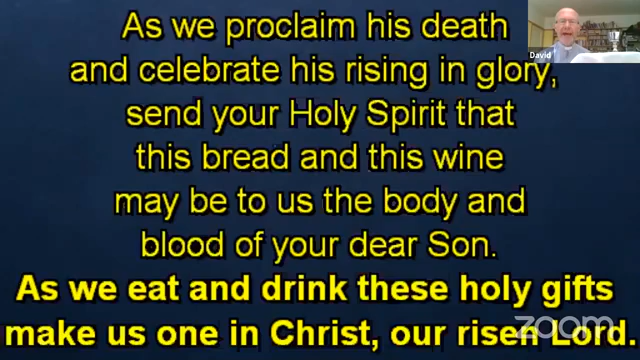 As we proclaim his death
and celebrate his rising in glory,
send your Holy Spirit that
this bread and this wine
may be to us the body and
blood of your dear Son.
As we eat and drink these holy gifts
make us one in Christ, our risen Lord.
David
zoom